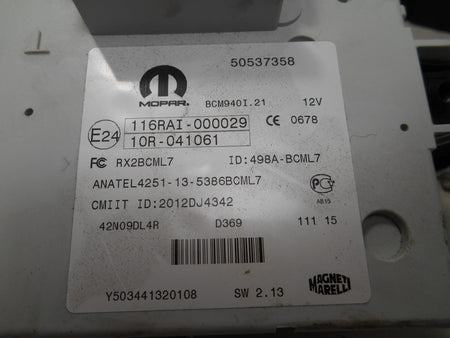 50537358
MOPAR. BCM940I.21 12V
E24 116RAI-000029 CE 0678
10R-041061
FC RX2BCML7 ID:498A-BCML7
ANATEL4251-13-5386BCML7
CMIIT ID:2012DJ4342 AB15
42N09DL4R D369 111 15
Y503441320108 SW 2.13 MAGNETI
MARELLI